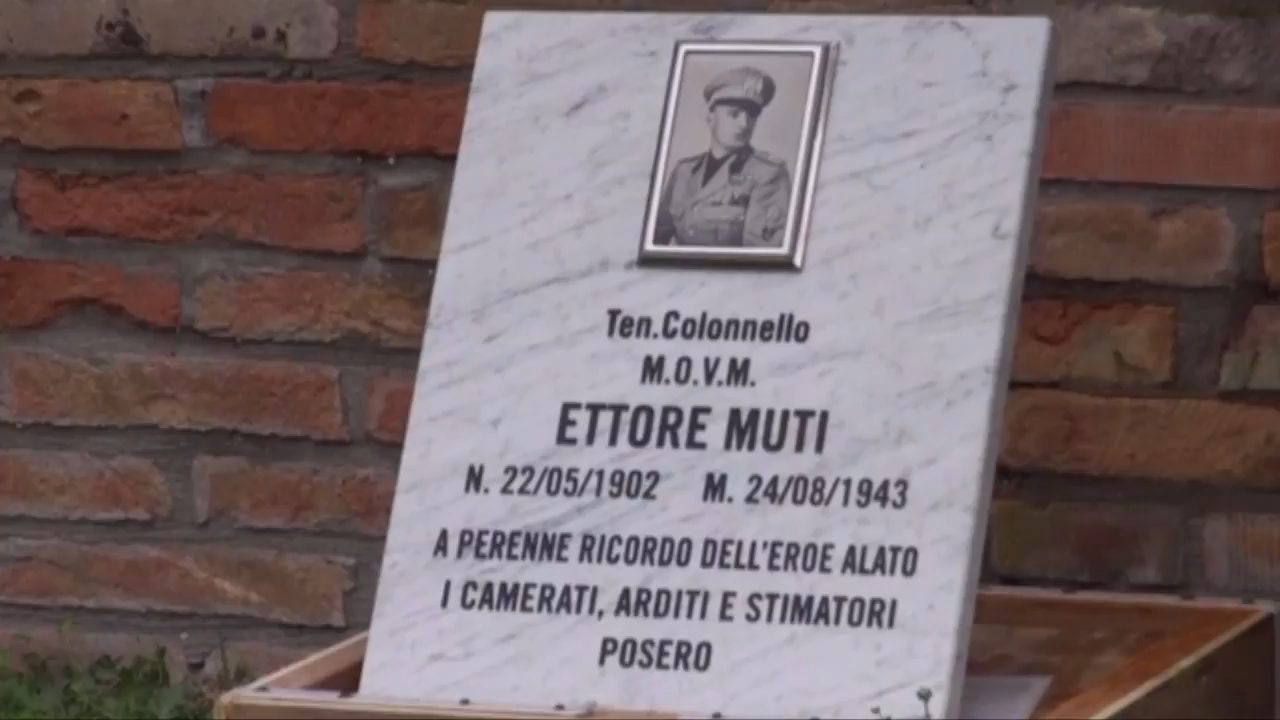 Ten.Colonnello
M.O.V.M.
ETTORE MUTI
N. 22/05/1902 M. 24/08/1943
A PERENNE RICORDO DELL'EROE ALATO
I CAMERATI, ARDITI E STIMATORI
POSERO